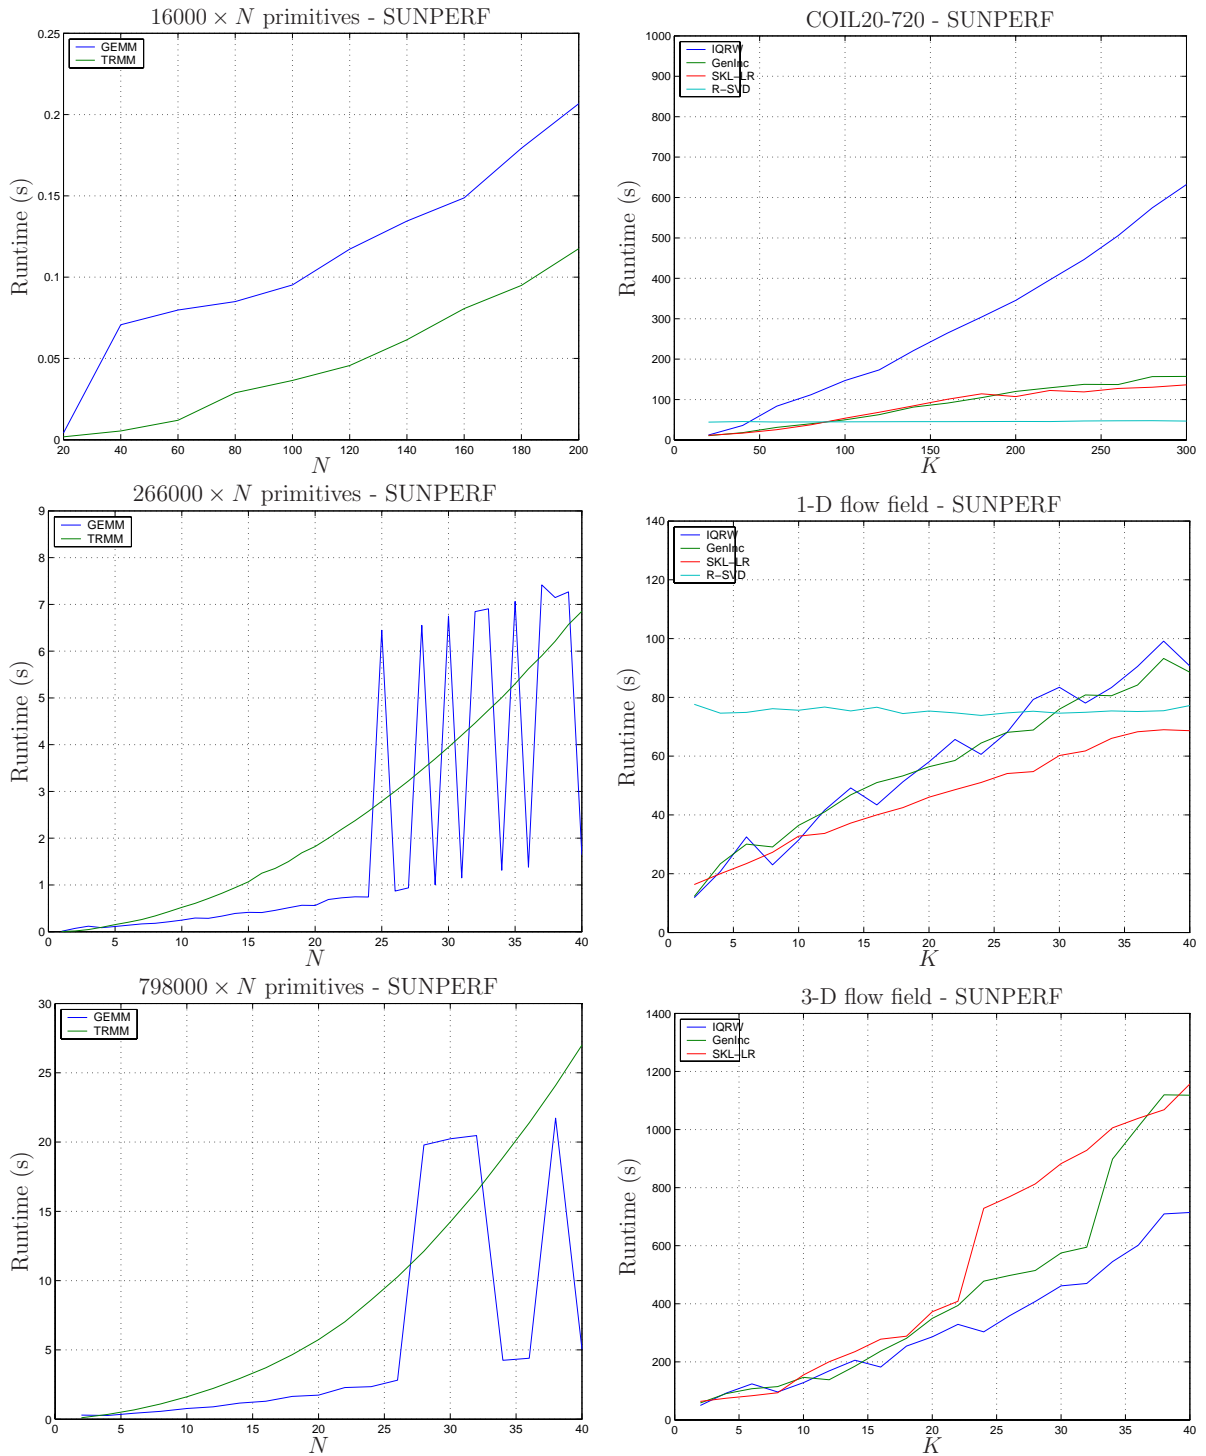 16000 × N primitives - SUNPERF
GEMM
TRMM
0.25
0.2
0.15
0.1
0.05
0
Runtime (s)
20 40 60 80 100 120 140 160 180 200
N
COIL20-720 - SUNPERF
IQRW
GenInc
SKL-LR
R-SVD
1000
900
800
700
600
500
400
300
200
100
0
Runtime (s)
0 50 100 150 200 250 300
K
266000 × N primitives - SUNPERF
GEMM
TRMM
9
8
7
6
5
4
3
2
1
0
Runtime (s)
0 5 10 15 20 25 30 35 40
N
1-D flow field - SUNPERF
IQRW
GenInc
SKL-LR
R-SVD
140
120
100
80
60
40
20
0
Runtime (s)
0 5 10 15 20 25 30 35 40
K
798000 × N primitives - SUNPERF
GEMM
TRMM
30
25
20
15
10
5
0
Runtime (s)
0 5 10 15 20 25 30 35 40
N
3-D flow field - SUNPERF
IQRW
GenInc
SKL-LR
1400
1200
1000
800
600
400
200
0
Runtime (s)
0 5 10 15 20 25 30 35 40
K